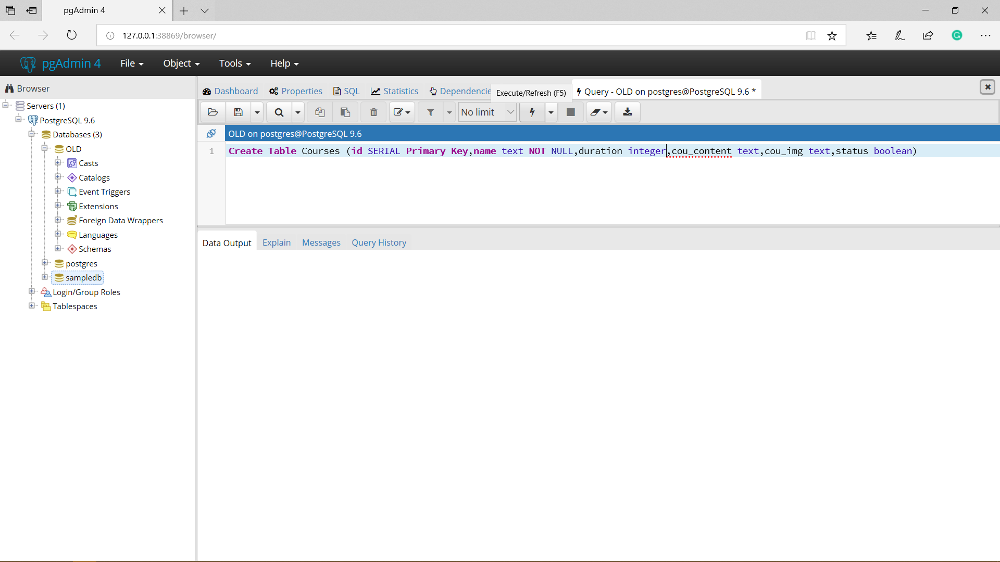 pgAdmin 4
127.0.0.1:38869/browser/
pgAdmin 4
File
Object
Tools
Help
Browser
Dashboard
Properties
SQL
Statistics
Dependencie
Execute/Refresh (F5)
Query - OLD on postgres@PostgreSQL 9.6 *
No limit
Servers (1)
PostgreSQL 9.6
Databases (3)
OLD
Casts
Catalogs
Event Triggers
Extensions
Foreign Data Wrappers
Languages
Schemas
postgres
sampledb
Login/Group Roles
Tablespaces
OLD on postgres@PostgreSQL 9.6
1
Create Table Courses (id SERIAL Primary Key,name text NOT NULL,duration integer,cou_content text,cou_img text,status boolean)
Data Output
Explain
Messages
Query History